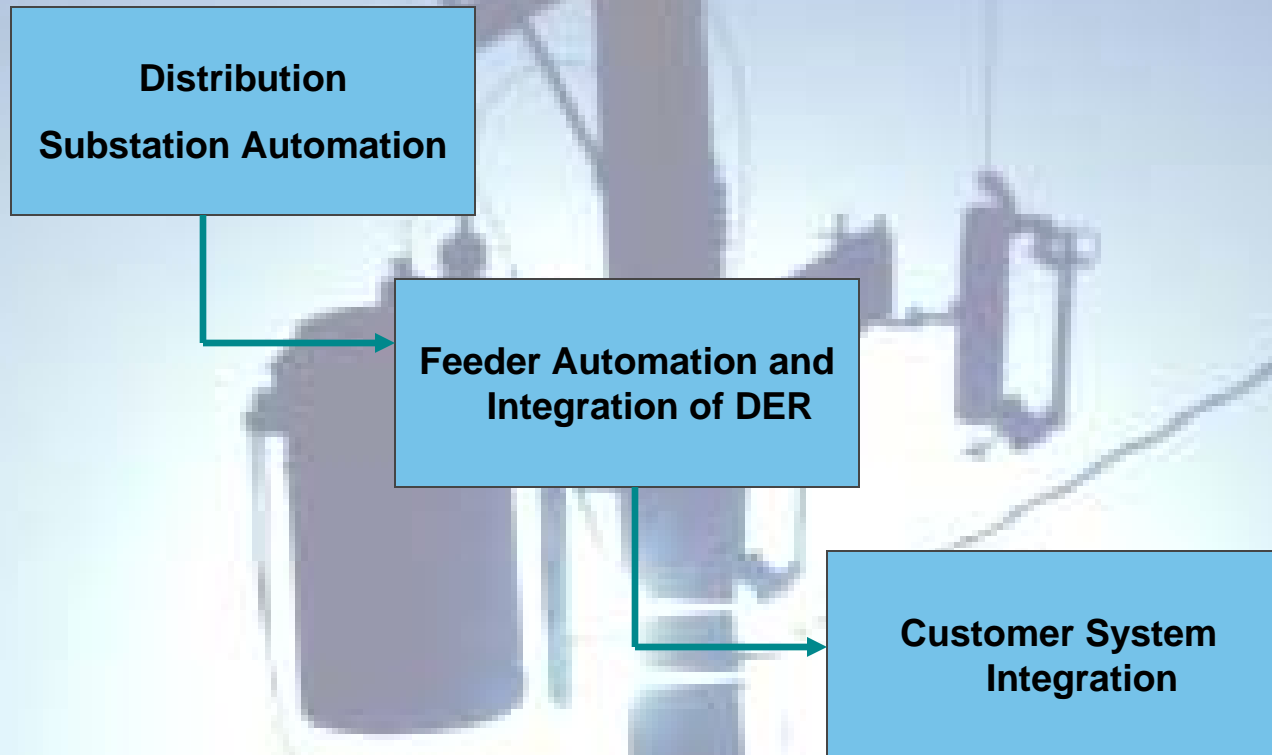 Distribution
Substation Automation
Feeder Automation and
Integration of DER
Customer System
Integration